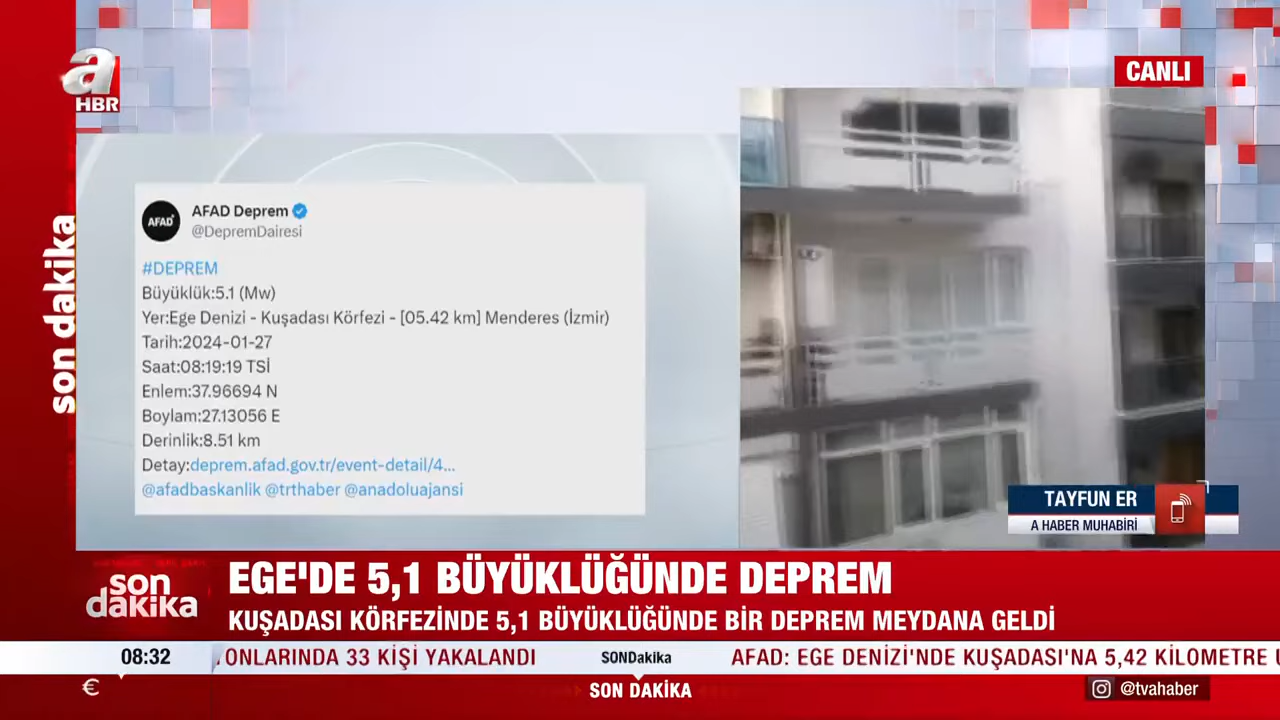 a
HBR
CANLI
son dakika
AFAD
AFAD Deprem
@DepremDairesi
#DEPREM
Büyüklük:5.1 (Mw)
Yer:Ege Denizi - Kuşadası Körfezi - [05.42 km] Menderes (İzmir)
Tarih:2024-01-27
Saat:08:19:19 TSİ
Enlem:37.96694 N
Boylam:27.13056 E
Derinlik:8.51 km
Detay:deprem.afad.gov.tr/event-detail/4...
@afadbaskanlik @trthaber @anadoluajansi
TAYFUN ER
A HABER MUHABİRİ
son
dakika
EGE'DE 5,1 BÜYÜKLÜĞÜNDE DEPREM
KUŞADASI KÖRFEZİNDE 5,1 BÜYÜKLÜĞÜNDE BİR DEPREM MEYDANA GELDİ
08:32
33 KİŞİ YAKALANDI
SONDakika
AFAD: EGE DENİZİ'NDE KUŞADASI'NA 5,42 KİLOMETRE
€
SON DAKİKA
@tvahaber